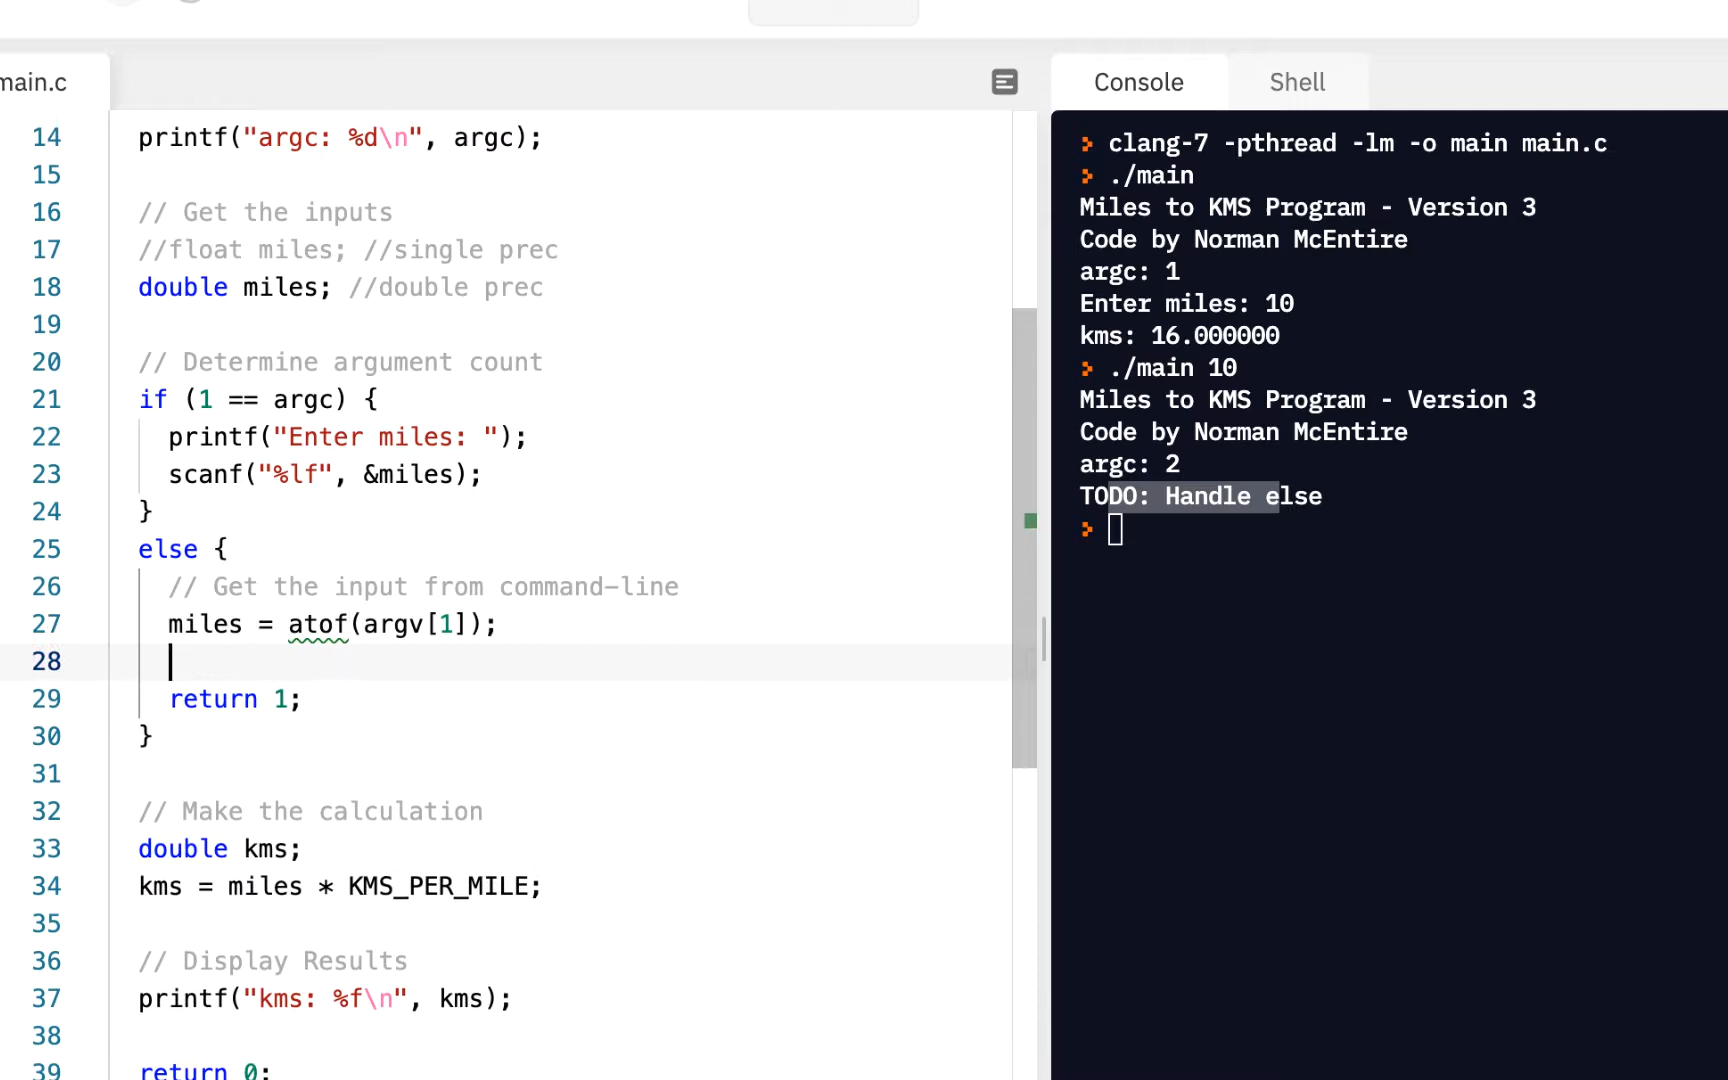 main.c
Console
Shell
14 printf("argc: %d\n", argc);
15
16 // Get the inputs
17 //float miles; //single prec
18 double miles; //double prec
19
20 // Determine argument count
21 if (1 == argc) {
22 printf("Enter miles: ");
23 scanf("%lf", &miles);
24 }
25 else {
26 // Get the input from command-line
27 miles = atof(argv[1]);
28
29 return 1;
30 }
31
32 // Make the calculation
33 double kms;
34 kms = miles * KMS_PER_MILE;
35
36 // Display Results
37 printf("kms: %f\n", kms);
38
39 return 0;
clang-7 -pthread -lm -o main main.c
./main
Miles to KMS Program - Version 3
Code by Norman McEntire
argc: 1
Enter miles: 10
kms: 16.000000
./main 10
Miles to KMS Program - Version 3
Code by Norman McEntire
argc: 2
TODO: Handle else